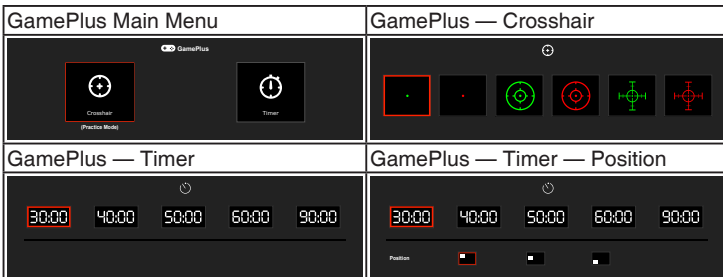 GamePlus Main Menu
GamePlus — Crosshair
GamePlus
Crosshair
Timer
(Practice Mode)
GamePlus — Timer
GamePlus — Timer — Position
30:00 40:00 50:00 60:00 90:00
30:00 40:00 50:00 60:00 90:00
Position